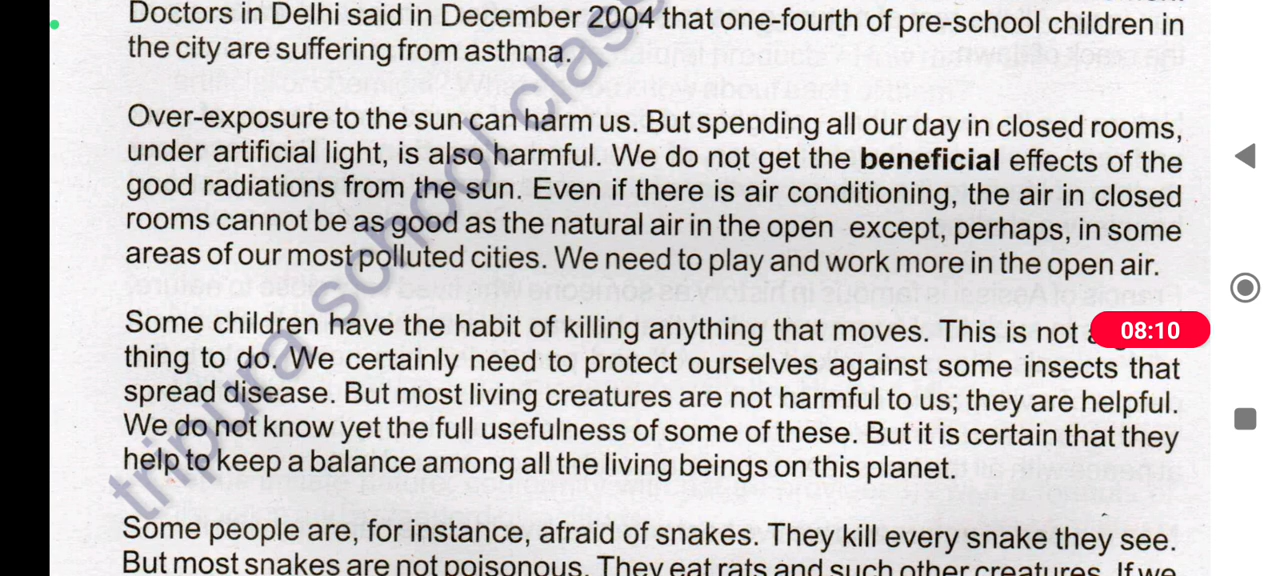 Doctors in Delhi said in December 2004 that one-fourth of pre-school children in
the city are suffering from asthma.
Over-exposure to the sun can harm us. But spending all our day in closed rooms,
under artificial light, is also harmful. We do not get the beneficial effects of the
good radiations from the sun. Even if there is air conditioning, the air in closed
rooms cannot be as good as the natural air in the open except, perhaps, in some
areas of our most polluted cities. We need to play and work more in the open air.
Some children have the habit of killing anything that moves. This is not
08:10
thing to do. We certainly need to protect ourselves against some insects that
spread disease. But most living creatures are not harmful to us; they are helpful.
We do not know yet the full usefulness of some of these. But it is certain that they
help to keep a balance among all the living beings on this planet.
Some people are, for instance, afraid of snakes. They kill every snake they see.
But most snakes are not poisonous. They eat rats and such other creatures. If we
tripura school class